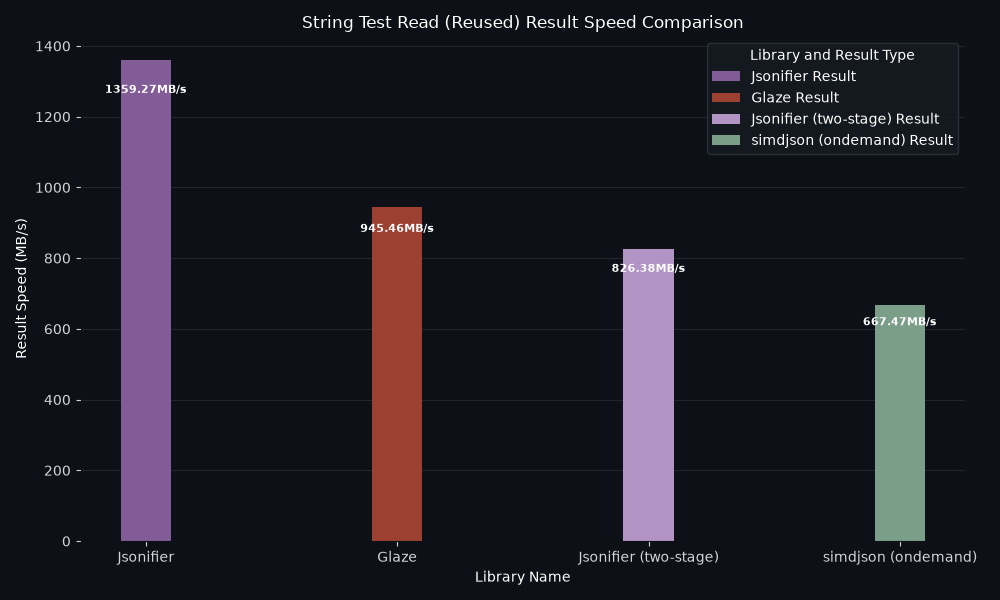 String Test Read (Reused) Result Speed Comparison
Result Speed (MB/s)
1400
1200
1000
800
600
400
200
0
Library and Result Type
Jsonifier Result
Glaze Result
Jsonifier (two-stage) Result
simdjson (ondemand) Result
1359.27MB/s
945.46MB/s
826.38MB/s
667.47MB/s
Jsonifier
Glaze
Jsonifier (two-stage)
simdjson (ondemand)
Library Name